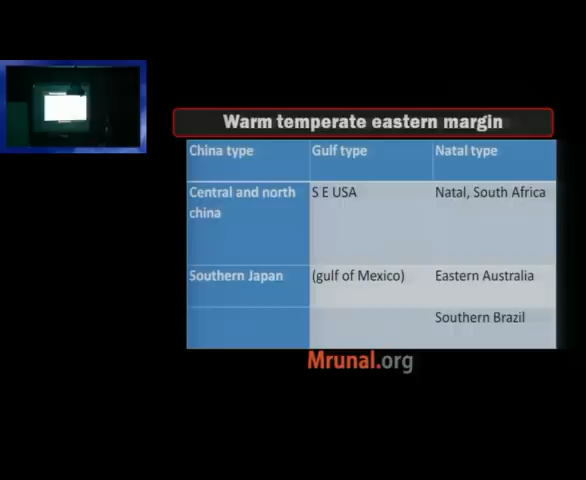 Warm temperate eastern margin
China type Gulf type Natal type
Central and north S E USA Natal, South Africa
china
Southern Japan (gulf of Mexico) Eastern Australia
Southern Brazil
Mrunal.org